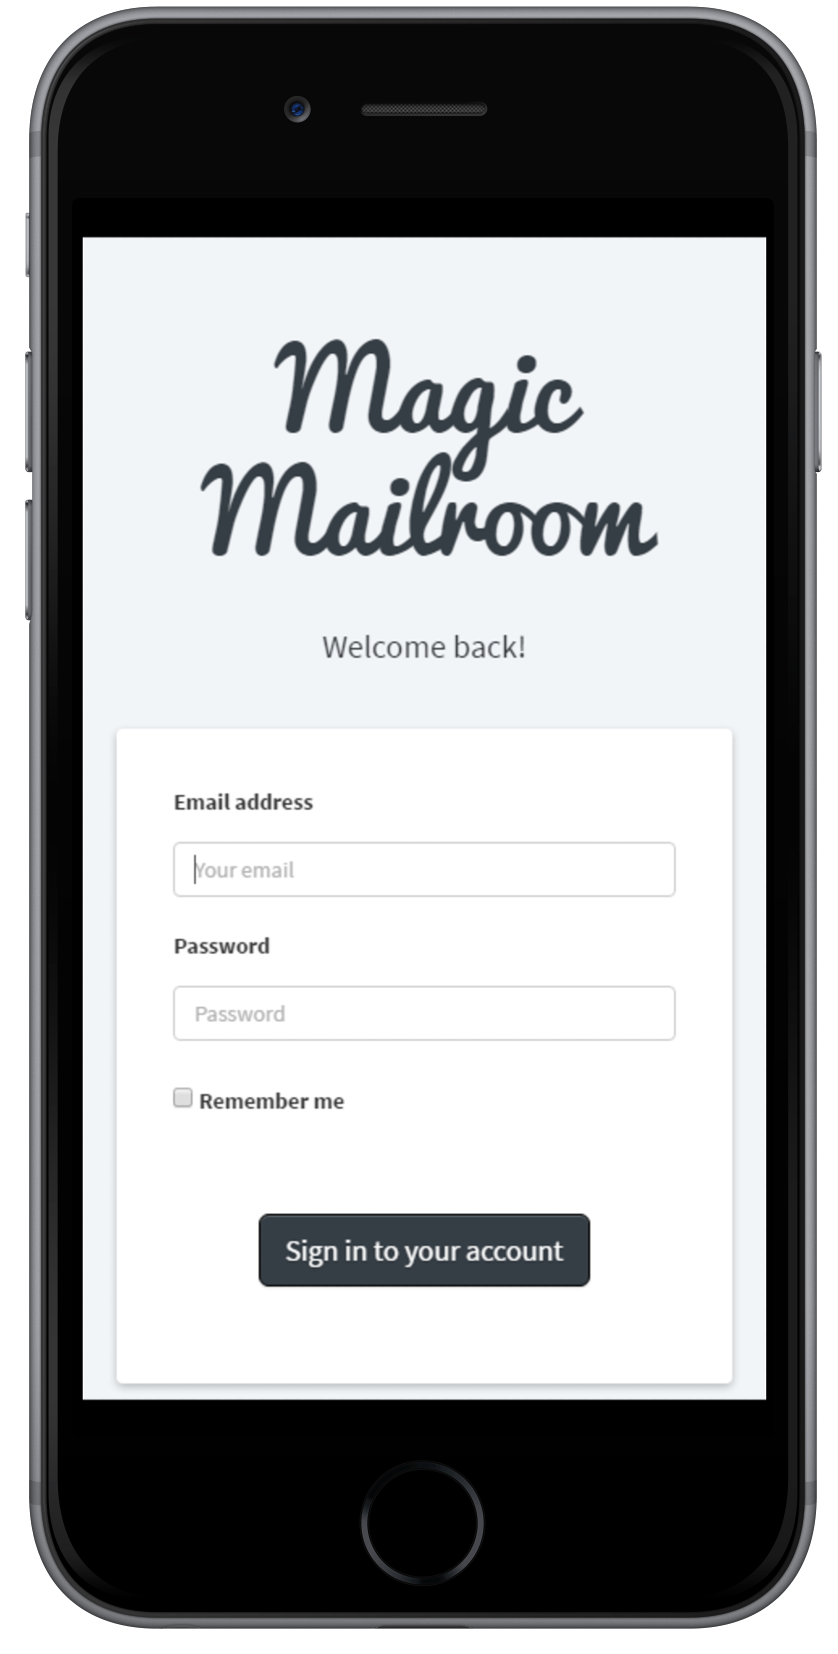 Magic
Mailroom
Welcome back!
Email address
Your email
Password
Password
Remember me
Sign in to your account